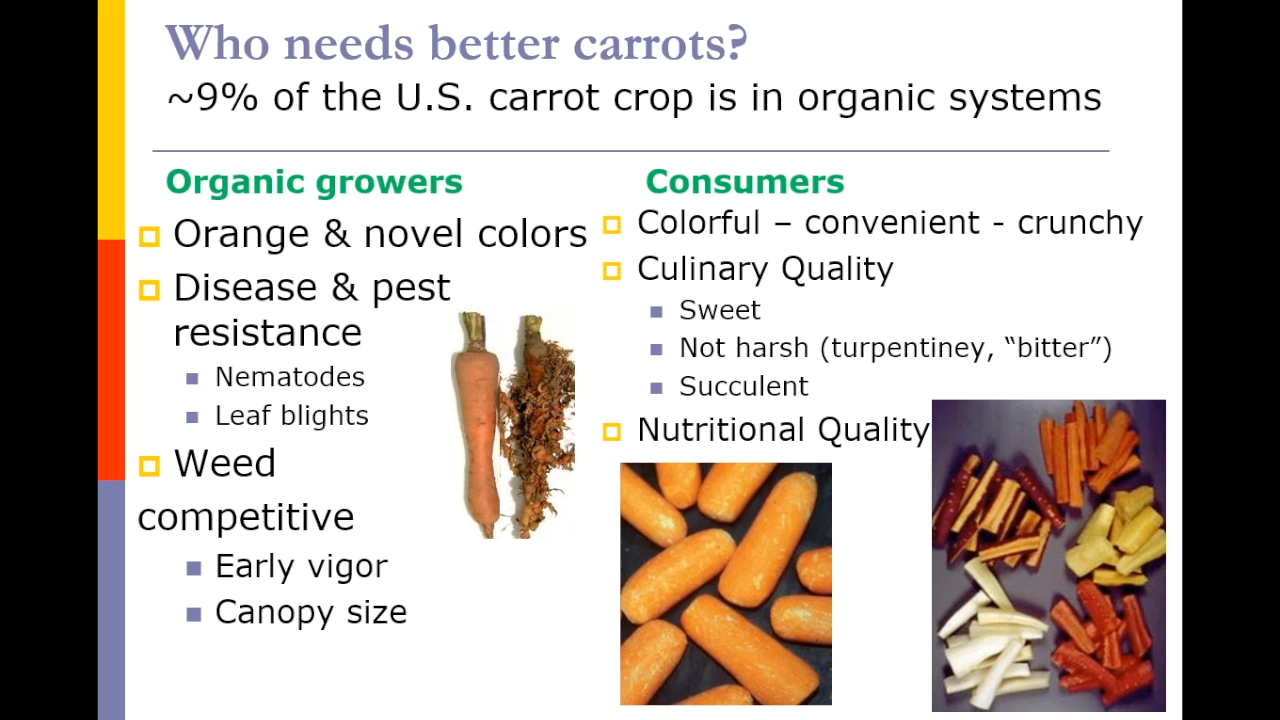 Who needs better carrots?
~9% of the U.S. carrot crop is in organic systems
Organic growers
Orange & novel colors
Disease & pest
resistance
Nematodes
Leaf blights
Weed
competitive
Early vigor
Canopy size
Consumers
Colorful – convenient - crunchy
Culinary Quality
Sweet
Not harsh (turpentiney, “bitter”)
Succulent
Nutritional Quality